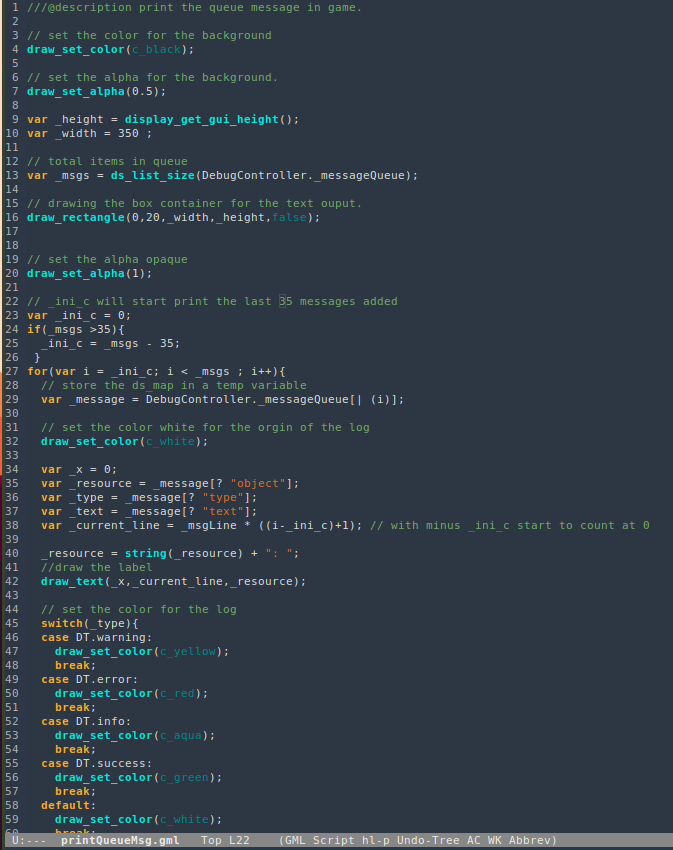 1 ///@description print the queue message in game.
2
3 // set the color for the background
4 draw_set_color(c_black);
5
6 // set the alpha for the background.
7 draw_set_alpha(0.5);
8
9 var _height = display_get_gui_height();
10 var _width = 350 ;
11
12 // total items in queue
13 var _msgs = ds_list_size(DebugController._messageQueue);
14
15 // drawing the box container for the text ouput.
16 draw_rectangle(0,20,_width,_height,false);
17
18
19 // set the alpha opaque
20 draw_set_alpha(1);
21
22 // _ini_c will start print the last 35 messages added
23 var _ini_c = 0;
24 if(_msgs >35){
25   _ini_c = _msgs - 35;
26  }
27 for(var i = _ini_c; i < _msgs ; i++){
28   // store the ds_map in a temp variable
29   var _message = DebugController._messageQueue[| (i)];
30
31   // set the color white for the orgin of the log
32   draw_set_color(c_white);
33
34   var _x = 0;
35   var _resource = _message[? "object"];
36   var _type = _message[? "type"];
37   var _text = _message[? "text"];
38   var _current_line = _msgLine * ((i-_ini_c)+1); // with minus _ini_c start to count at 0
39
40   _resource = string(_resource) + ": ";
41   //draw the label
42   draw_text(_x,_current_line,_resource);
43
44   // set the color for the log
45   switch(_type){
46   case DT.warning:
47     draw_set_color(c_yellow);
48     break;
49   case DT.error:
50     draw_set_color(c_red);
51     break;
52   case DT.info:
53     draw_set_color(c_aqua);
54     break;
55   case DT.success:
56     draw_set_color(c_green);
57     break;
58   default:
59     draw_set_color(c_white);
60     break;
U:---  printQueueMsg.gml   Top L22    (GML Script hl-p Undo-Tree AC WK Abbrev)